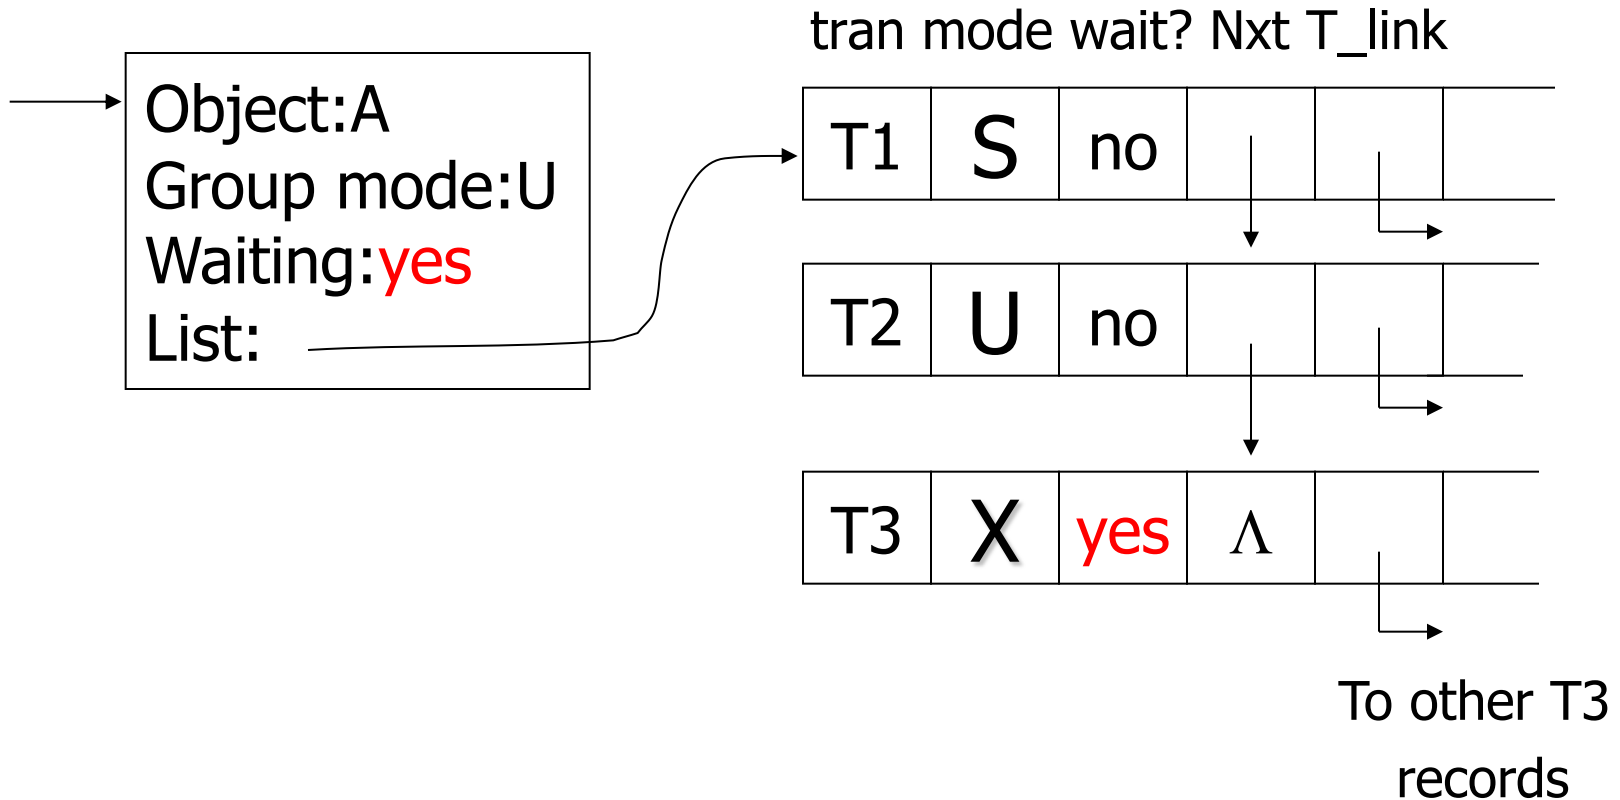 tran mode wait? Nxt T_link
Object:A
Group mode:U
Waiting:yes
List:
T1 S no
T2 U no
T3 X yes Λ
To other T3
records